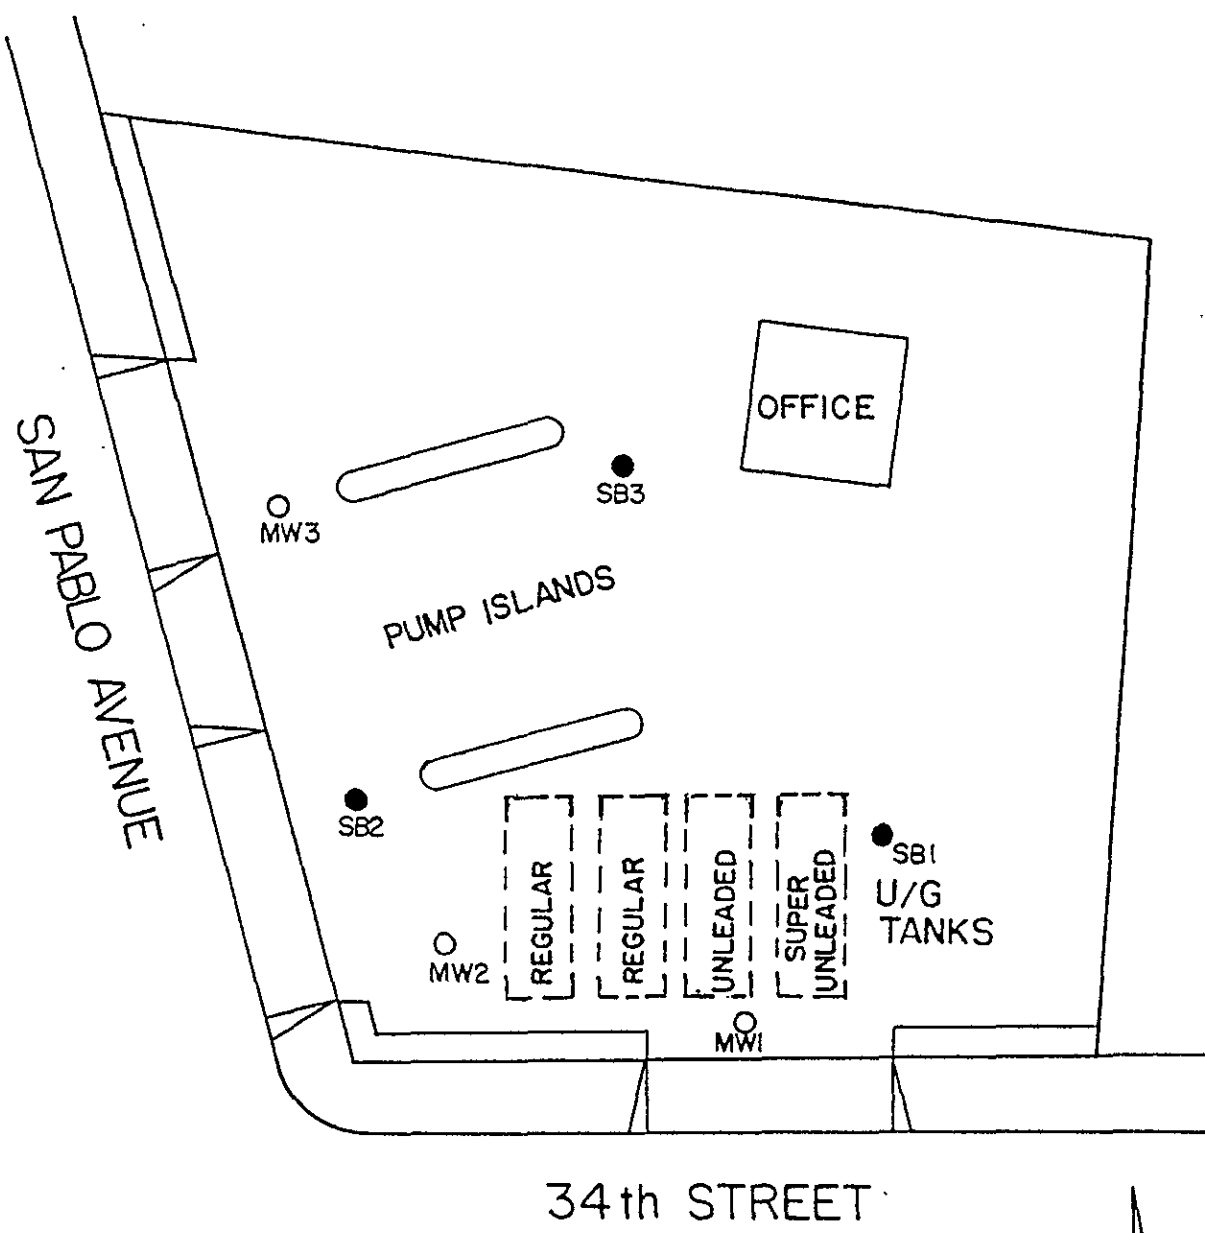 OFFICE
SB3
MW3
SAN PABLO AVENUE
PUMP ISLANDS
SB2
SB1
U/G
TANKS
REGULAR
REGULAR
UNLEADED
SUPER
UNLEADED
MW2
MW1
34th STREET